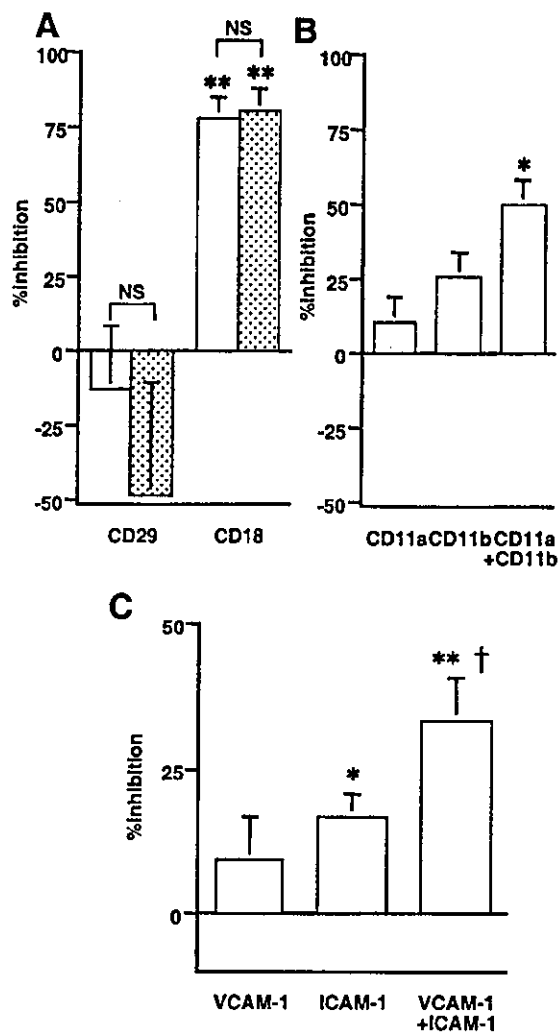 A
NS
**
**
NS
100
75
50
25
0
-25
-50
%inhibition
CD29
CD18
B
*
100
75
50
25
0
-25
-50
%inhibition
CD11a
CD11b
CD11a
+CD11b
C
*
** †
50
25
0
%inhibition
VCAM-1
ICAM-1
VCAM-1
+ICAM-1